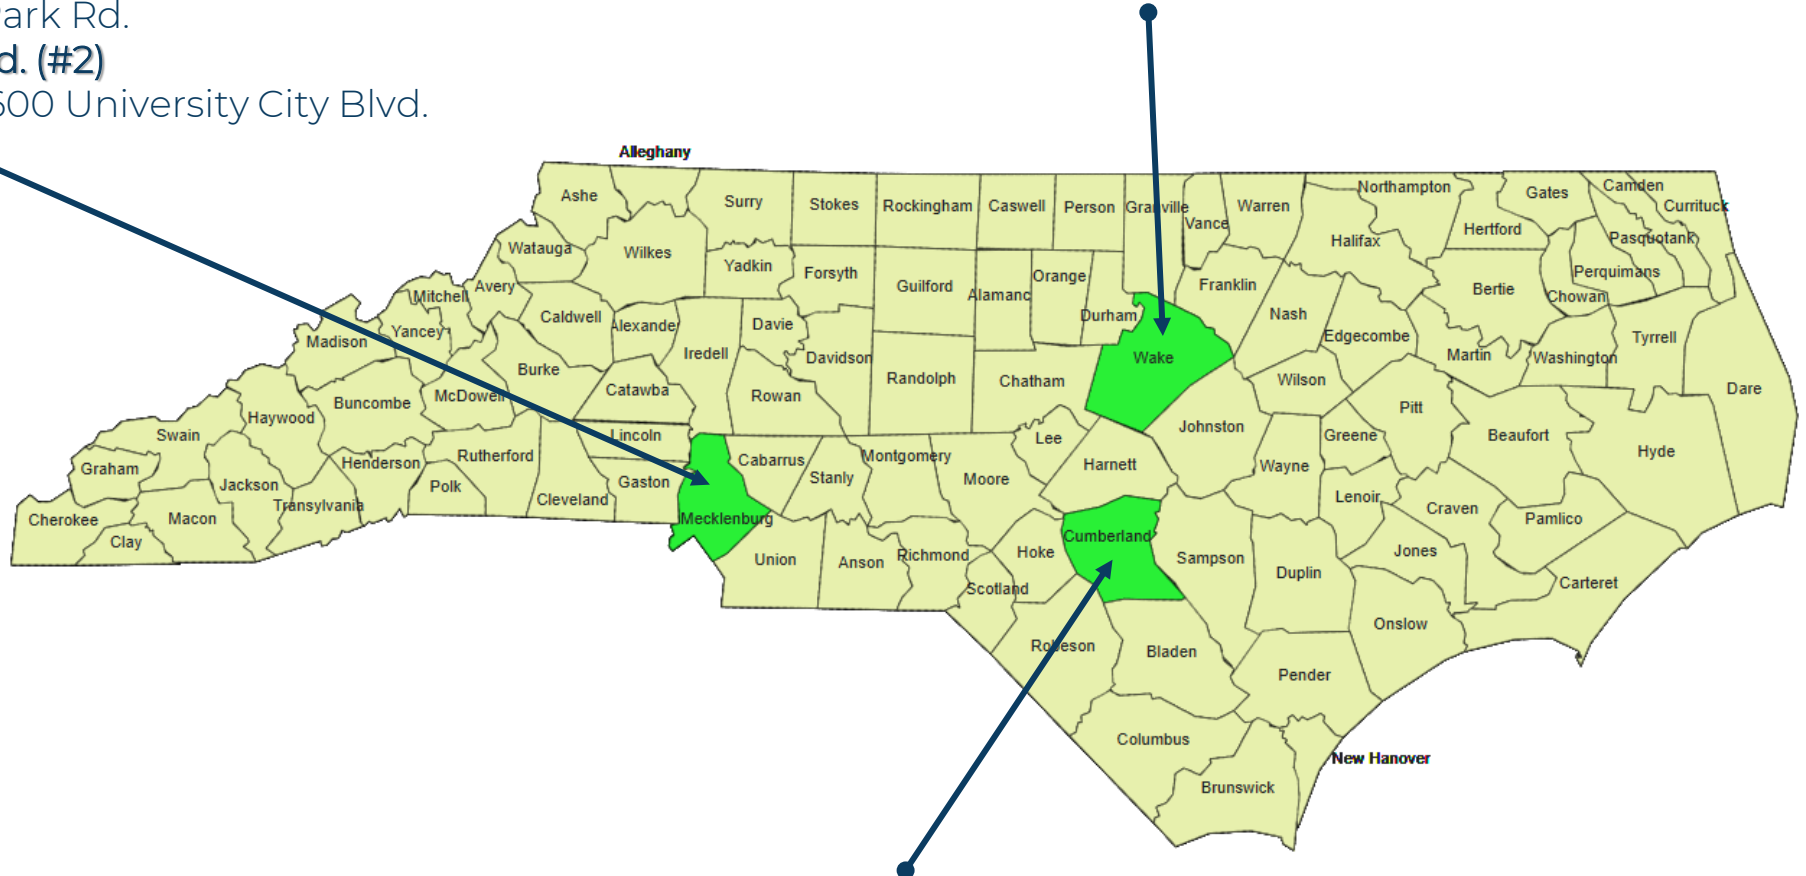 Park Rd.
d. (#2)
600 University City Blvd.
Alleghany
Ashe
Surry
Stokes
Rockingham
Caswell
Person
Granville
Vance
Warren
Northampton
Gates
Camden
Currituck
Watauga
Wilkes
Yadkin
Forsyth
Guilford
Alamanc
Orange
Durham
Franklin
Halifax
Hertford
Pasquotank
Perquimans
Chowan
Bertie
Mitchell
Avery
Yancey
Madison
Caldwell
Alexande
Iredell
Davie
Davidson
Randolph
Chatham
Wake
Nash
Edgecombe
Martin
Washington
Tyrrell
Dare
Burke
McDowell
Buncombe
Haywood
Swain
Graham
Catawba
Rowan
Lincoln
Cabarrus
Stanly
Montgomery
Moore
Lee
Harnett
Johnston
Wilson
Wayne
Greene
Pitt
Beaufort
Hyde
Cherokee
Clay
Macon
Jackson
Transylvania
Henderson
Polk
Rutherford
Cleveland
Gaston
Mecklenburg
Union
Anson
Richmond
Scotland
Hoke
Cumberland
Sampson
Duplin
Lenoir
Craven
Jones
Pamlico
Carteret
Onslow
Robeson
Bladen
Pender
Columbus
Brunswick
New Hanover